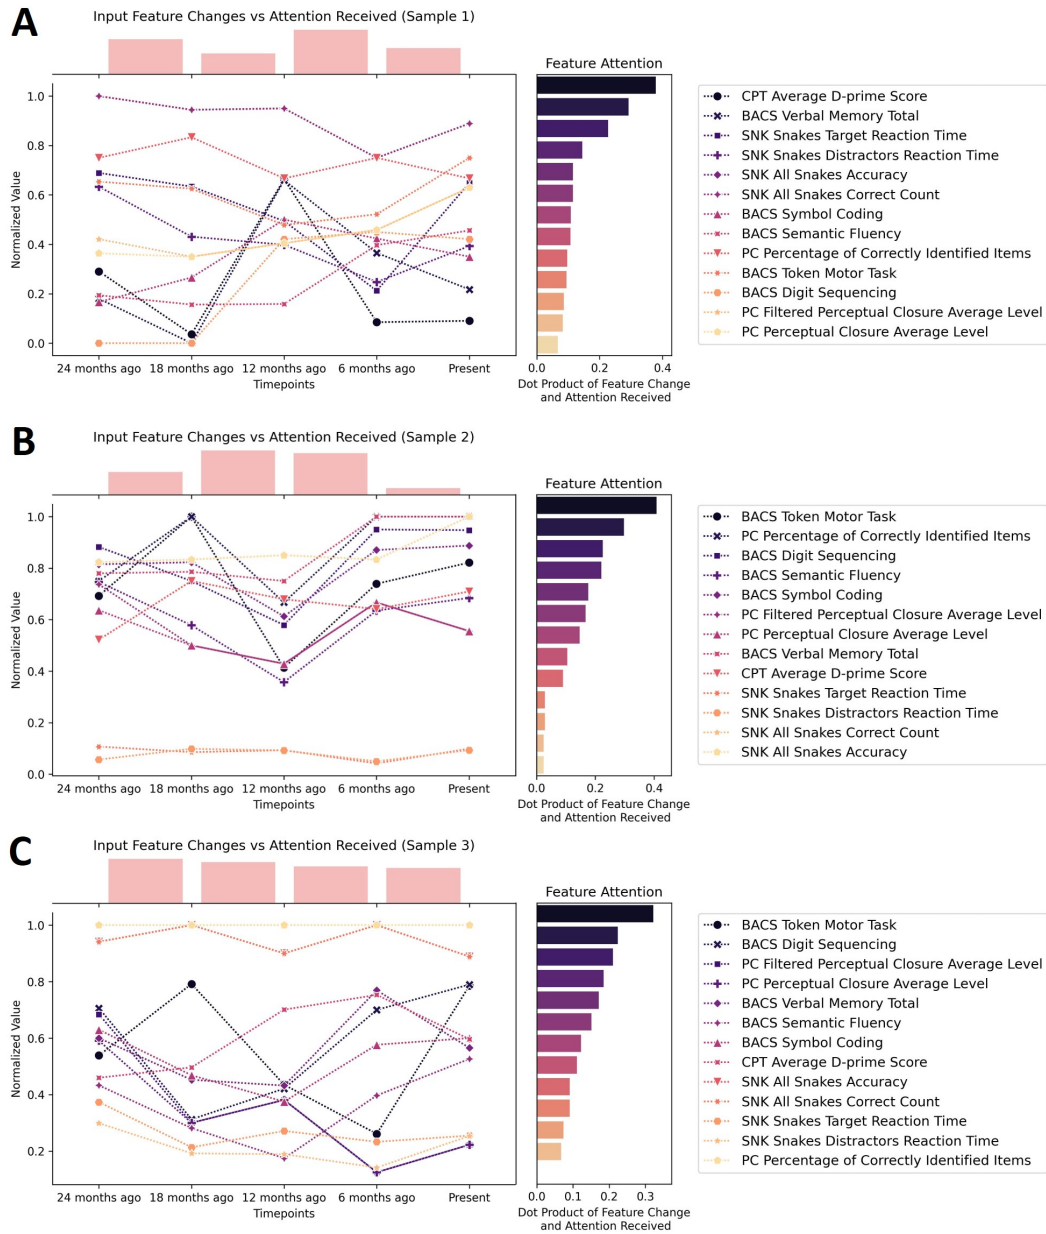 A
Input Feature Changes vs Attention Received (Sample 1)
Feature Attention
Normalized Value
1.0
0.8
0.6
0.4
0.2
0.0
24 months ago 18 months ago 12 months ago 6 months ago Present
Timepoints
0.0 0.2 0.4
Dot Product of Feature Change
and Attention Received
CPT Average D-prime Score
BACS Verbal Memory Total
SNK Snakes Target Reaction Time
SNK Snakes Distractors Reaction Time
SNK All Snakes Accuracy
SNK All Snakes Correct Count
BACS Symbol Coding
BACS Semantic Fluency
PC Percentage of Correctly Identified Items
BACS Token Motor Task
BACS Digit Sequencing
PC Filtered Perceptual Closure Average Level
PC Perceptual Closure Average Level
B
Input Feature Changes vs Attention Received (Sample 2)
Feature Attention
Normalized Value
1.0
0.8
0.6
0.4
0.2
0.0
24 months ago 18 months ago 12 months ago 6 months ago Present
Timepoints
0.0 0.2 0.4
Dot Product of Feature Change
and Attention Received
BACS Token Motor Task
PC Percentage of Correctly Identified Items
BACS Digit Sequencing
BACS Semantic Fluency
BACS Symbol Coding
PC Filtered Perceptual Closure Average Level
PC Perceptual Closure Average Level
BACS Verbal Memory Total
CPT Average D-prime Score
SNK Snakes Target Reaction Time
SNK Snakes Distractors Reaction Time
SNK All Snakes Correct Count
SNK All Snakes Accuracy
C
Input Feature Changes vs Attention Received (Sample 3)
Feature Attention
Normalized Value
1.0
0.8
0.6
0.4
0.2
24 months ago 18 months ago 12 months ago 6 months ago Present
Timepoints
0.0 0.1 0.2 0.3
Dot Product of Feature Change
and Attention Received
BACS Token Motor Task
BACS Digit Sequencing
PC Filtered Perceptual Closure Average Level
PC Perceptual Closure Average Level
BACS Verbal Memory Total
BACS Semantic Fluency
BACS Symbol Coding
CPT Average D-prime Score
SNK All Snakes Accuracy
SNK All Snakes Correct Count
SNK Snakes Target Reaction Time
SNK Snakes Distractors Reaction Time
PC Percentage of Correctly Identified Items